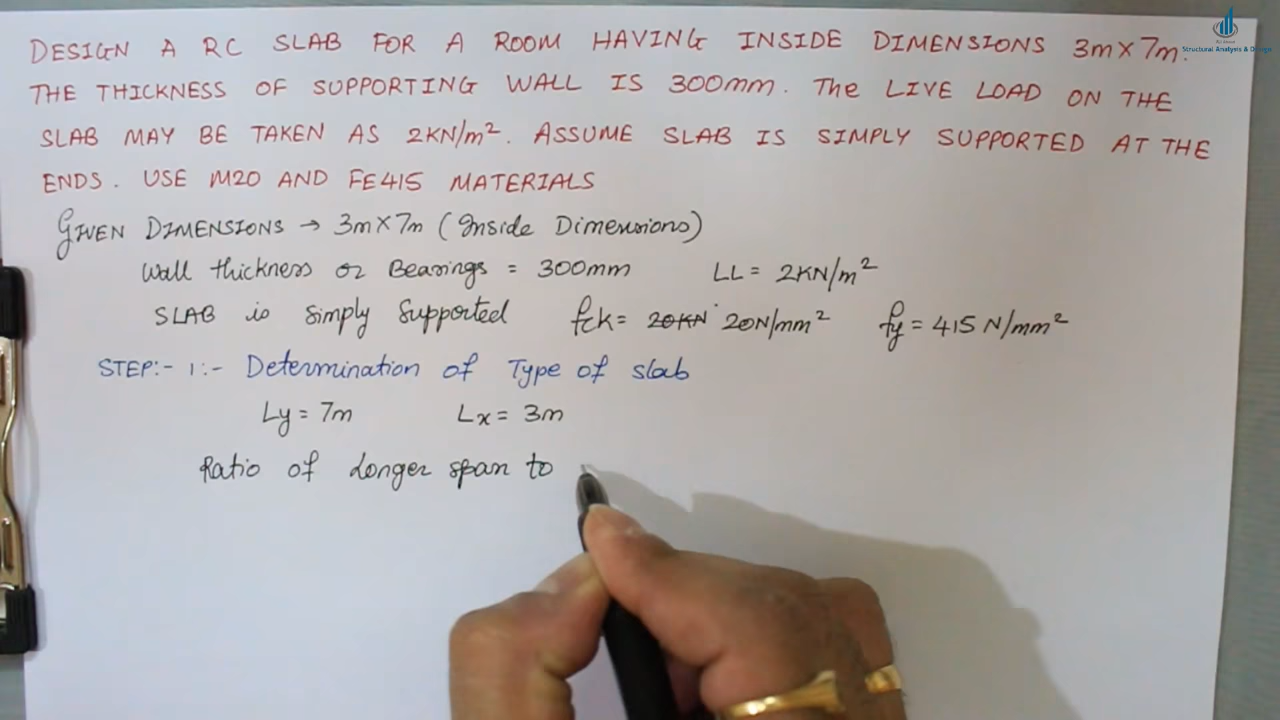 DESIGN A RC SLAB FOR A ROOM HAVING INSIDE DIMENSIONS 3m×7m.
THE THICKNESS OF SUPPORTING WALL IS 300mm. The LIVE LOAD ON THE
SLAB MAY BE TAKEN AS 2KN/m². ASSUME SLAB IS SIMPLY SUPPORTED AT THE
ENDS. USE M20 AND FE415 MATERIALS
GIVEN DIMENSIONS → 3m×7m (Inside Dimensions)
Wall thickness or Bearings = 300mm LL = 2KN/m²
SLAB is Simply Supported fck = 20KN 20N/mm² fy = 415 N/mm²
STEP:- 1:- Determination of Type of slab
Ly = 7m Lx = 3m
Ratio of Longer span to
Structural Analysis & Design